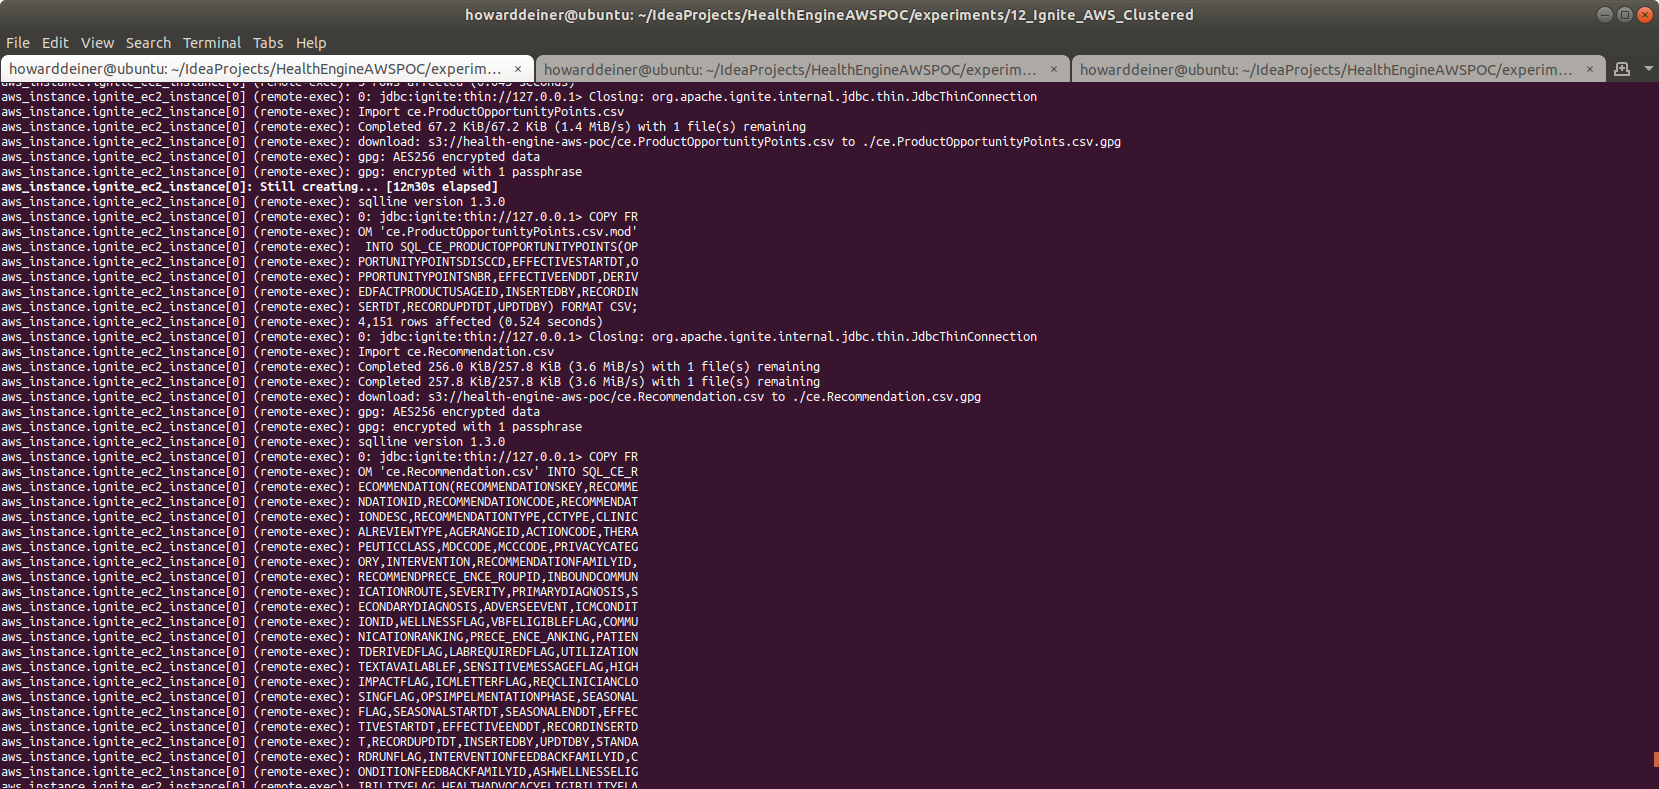 howarddeiner@ubuntu: ~/IdeaProjects/HealthEngineAWSPOC/experiments/12_Ignite_AWS_Clustered
File Edit View Search Terminal Tabs Help
howarddeiner@ubuntu: ~/IdeaProjects/HealthEngineAWSPOC/experim... × howarddeiner@ubuntu: ~/IdeaProjects/HealthEngineAWSPOC/experim... × howarddeiner@ubuntu: ~/IdeaProjects/HealthEngineAWSPOC/experim... ×
aws_instance.ignite_ec2_instance[0] (remote-exec): 0: jdbc:ignite:thin://127.0.0.1> Closing: org.apache.ignite.internal.jdbc.thin.JdbcThinConnection
aws_instance.ignite_ec2_instance[0] (remote-exec): Import ce.ProductOpportunityPoints.csv
aws_instance.ignite_ec2_instance[0] (remote-exec): Completed 67.2 KiB/67.2 KiB (1.4 MiB/s) with 1 file(s) remaining
aws_instance.ignite_ec2_instance[0] (remote-exec): download: s3://health-engine-aws-poc/ce.ProductOpportunityPoints.csv to ./ce.ProductOpportunityPoints.csv.gpg
aws_instance.ignite_ec2_instance[0] (remote-exec): gpg: AES256 encrypted data
aws_instance.ignite_ec2_instance[0] (remote-exec): gpg: encrypted with 1 passphrase
aws_instance.ignite_ec2_instance[0]: Still creating... [12m30s elapsed]
aws_instance.ignite_ec2_instance[0] (remote-exec): sqlline version 1.3.0
aws_instance.ignite_ec2_instance[0] (remote-exec): 0: jdbc:ignite:thin://127.0.0.1> COPY FR
aws_instance.ignite_ec2_instance[0] (remote-exec): OM 'ce.ProductOpportunityPoints.csv.mod'
aws_instance.ignite_ec2_instance[0] (remote-exec):  INTO SQL_CE_PRODUCTOPPORTUNITYPOINTS(OP
aws_instance.ignite_ec2_instance[0] (remote-exec): PORTUNITYPOINTSDISCCD,EFFECTIVESTARTDT,O
aws_instance.ignite_ec2_instance[0] (remote-exec): PPORTUNITYPOINTSNBR,EFFECTIVEENDDT,DERIV
aws_instance.ignite_ec2_instance[0] (remote-exec): EDFACTPRODUCTUSAGEID,INSERTEDBY,RECORDIN
aws_instance.ignite_ec2_instance[0] (remote-exec): SERTDT,RECORDUPDTDT,UPDTDBY) FORMAT CSV;
aws_instance.ignite_ec2_instance[0] (remote-exec): 4,151 rows affected (0.524 seconds)
aws_instance.ignite_ec2_instance[0] (remote-exec): 0: jdbc:ignite:thin://127.0.0.1> Closing: org.apache.ignite.internal.jdbc.thin.JdbcThinConnection
aws_instance.ignite_ec2_instance[0] (remote-exec): Import ce.Recommendation.csv
aws_instance.ignite_ec2_instance[0] (remote-exec): Completed 256.0 KiB/257.8 KiB (3.6 MiB/s) with 1 file(s) remaining
aws_instance.ignite_ec2_instance[0] (remote-exec): Completed 257.8 KiB/257.8 KiB (3.6 MiB/s) with 1 file(s) remaining
aws_instance.ignite_ec2_instance[0] (remote-exec): download: s3://health-engine-aws-poc/ce.Recommendation.csv to ./ce.Recommendation.csv.gpg
aws_instance.ignite_ec2_instance[0] (remote-exec): gpg: AES256 encrypted data
aws_instance.ignite_ec2_instance[0] (remote-exec): gpg: encrypted with 1 passphrase
aws_instance.ignite_ec2_instance[0] (remote-exec): sqlline version 1.3.0
aws_instance.ignite_ec2_instance[0] (remote-exec): 0: jdbc:ignite:thin://127.0.0.1> COPY FR
aws_instance.ignite_ec2_instance[0] (remote-exec): OM 'ce.Recommendation.csv' INTO SQL_CE_R
aws_instance.ignite_ec2_instance[0] (remote-exec): ECOMMENDATION(RECOMMENDATIONSKEY,RECOMME
aws_instance.ignite_ec2_instance[0] (remote-exec): NDATIONID,RECOMMENDATIONCODE,RECOMMENDAT
aws_instance.ignite_ec2_instance[0] (remote-exec): IONDESC,RECOMMENDATIONTYPE,CCTYPE,CLINIC
aws_instance.ignite_ec2_instance[0] (remote-exec): ALREVIEWTYPE,AGERANGEID,ACTIONCODE,THERA
aws_instance.ignite_ec2_instance[0] (remote-exec): PEUTICCLASS,MDCCODE,MCCCODE,PRIVACYCATEG
aws_instance.ignite_ec2_instance[0] (remote-exec): ORY,INTERVENTION,RECOMMENDATIONFAMILYID,
aws_instance.ignite_ec2_instance[0] (remote-exec): RECOMMENDPRECE_ENCE_ROUPID,INBOUNDCOMMUN
aws_instance.ignite_ec2_instance[0] (remote-exec): ICATIONROUTE,SEVERITY,PRIMARYDIAGNOSIS,S
aws_instance.ignite_ec2_instance[0] (remote-exec): ECONDARYDIAGNOSIS,ADVERSEEVENT,ICMCONDIT
aws_instance.ignite_ec2_instance[0] (remote-exec): IONID,WELLNESSFLAG,VBFELIGIBLEFLAG,COMMU
aws_instance.ignite_ec2_instance[0] (remote-exec): NICATIONRANKING,PRECE_ENCE_ANKING,PATIEN
aws_instance.ignite_ec2_instance[0] (remote-exec): TDERIVEDFLAG,LABREQUIREDFLAG,UTILIZATION
aws_instance.ignite_ec2_instance[0] (remote-exec): TEXTAVAILABLEF,SENSITIVEMESSAGEFLAG,HIGH
aws_instance.ignite_ec2_instance[0] (remote-exec): IMPACTFLAG,ICMLETTERFLAG,REQCLINICIANCLO
aws_instance.ignite_ec2_instance[0] (remote-exec): SINGFLAG,OPSIMPELMENTATIONPHASE,SEASONAL
aws_instance.ignite_ec2_instance[0] (remote-exec): FLAG,SEASONALSTARTDT,SEASONALENDDT,EFFEC
aws_instance.ignite_ec2_instance[0] (remote-exec): TIVESTARTDT,EFFECTIVEENDDT,RECORDINSERTD
aws_instance.ignite_ec2_instance[0] (remote-exec): T,RECORDUPDTDT,INSERTEDBY,UPDTDBY,STANDA
aws_instance.ignite_ec2_instance[0] (remote-exec): RDRUNFLAG,INTERVENTIONFEEDBACKFAMILYID,C
aws_instance.ignite_ec2_instance[0] (remote-exec): ONDITIONFEEDBACKFAMILYID,ASHWELLNESSELIG
aws_instance.ignite_ec2_instance[0] (remote-exec): IBILITYFLAG,HEALTHADVOCACYELIGIBILITYFLA